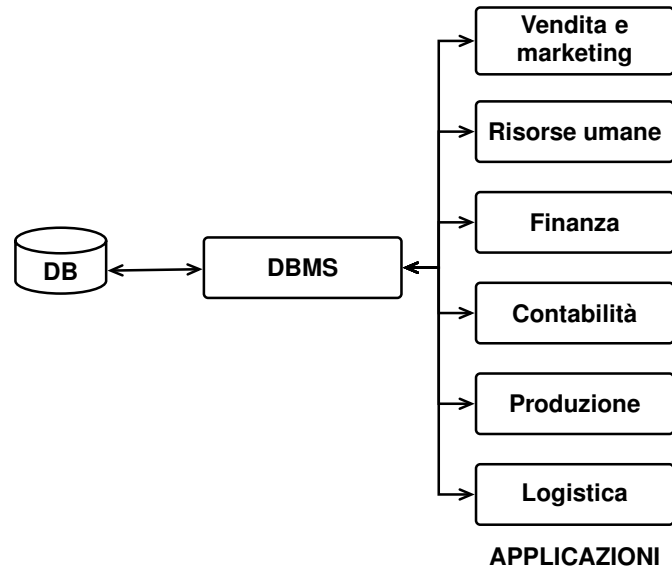 Vendita e
marketing
Risorse umane
Finanza
DB
DBMS
Contabilità
Produzione
Logistica
APPLICAZIONI